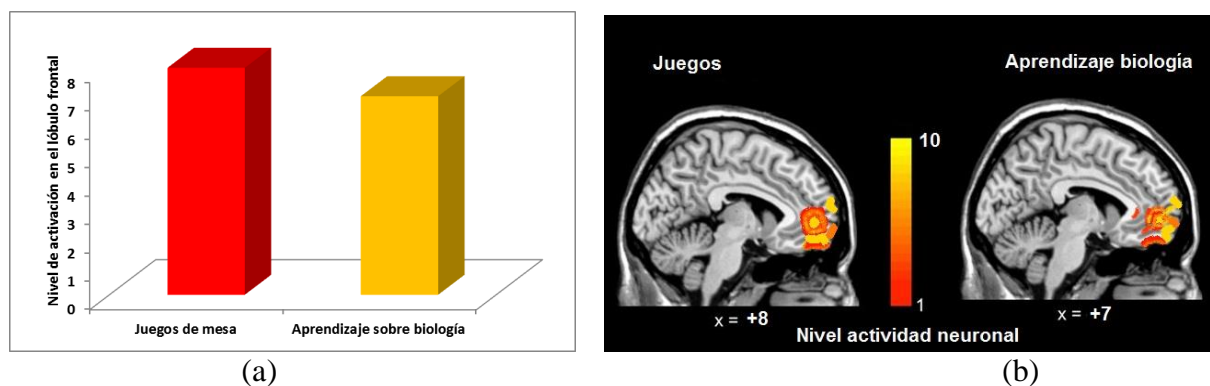 Nivel de activación en el lóbulo frontal
8
7
6
5
4
3
2
1
0
Juegos de mesa
Aprendizaje sobre biología
(a)
Juegos
Aprendizaje biología
10
1
x = +8
x = +7
Nivel actividad neuronal
(b)